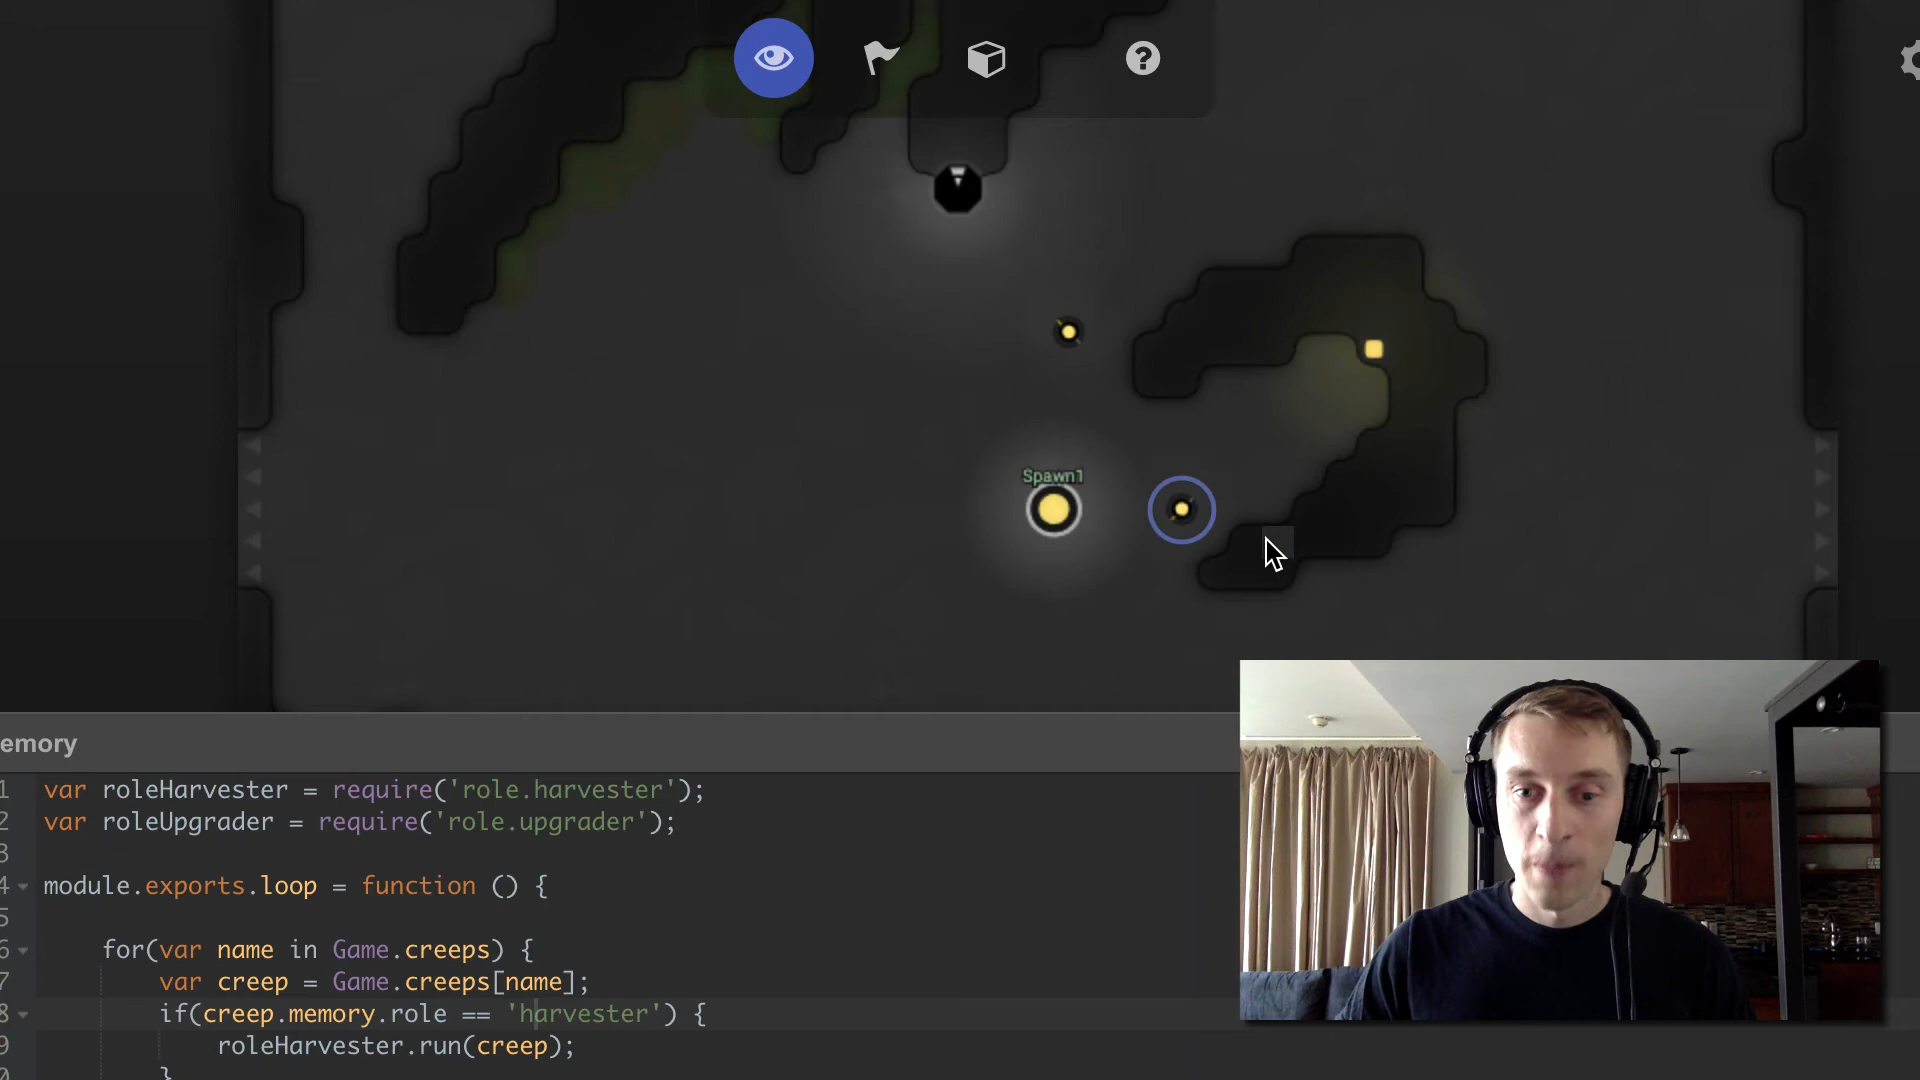 Spawn1
emory
1 var roleHarvester = require('role.harvester');
2 var roleUpgrader = require('role.upgrader');
3
4 module.exports.loop = function () {
5
6 for(var name in Game.creeps) {
7 var creep = Game.creeps[name];
8 if(creep.memory.role == 'harvester') {
9 roleHarvester.run(creep);
0 }